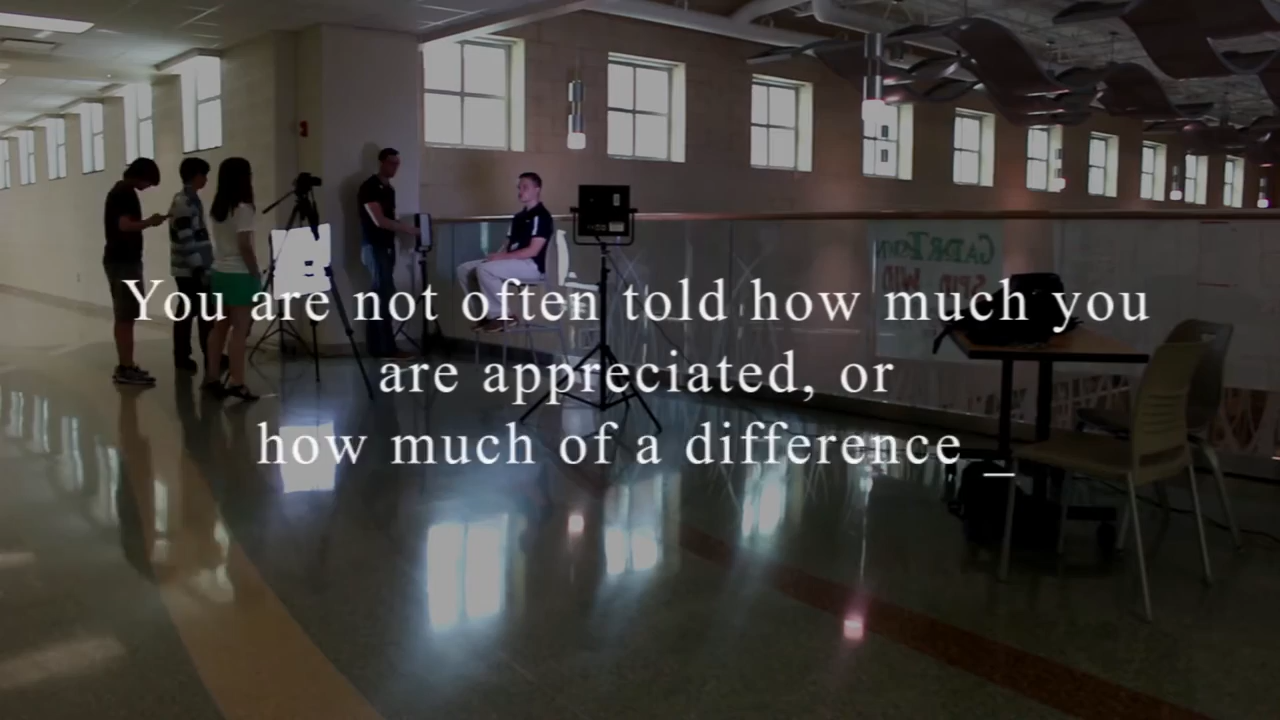 You are not often told how much you
are appreciated, or
how much of a difference _